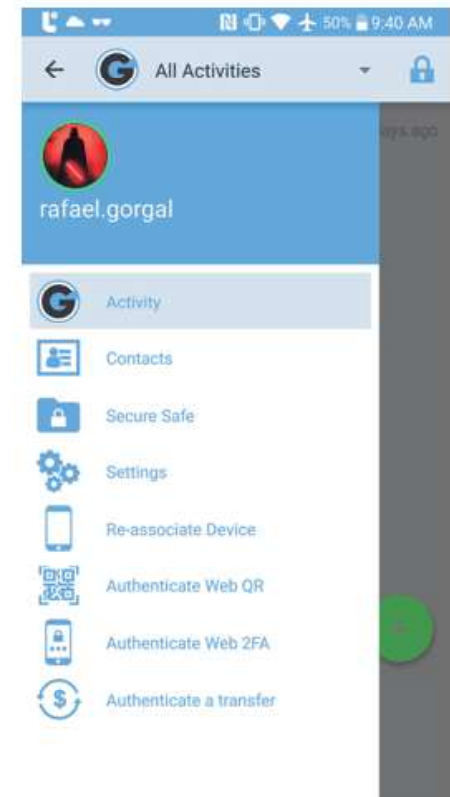 50% 9:40 AM
G All Activities
ays ago
rafael.gorgal
G Activity
Contacts
Secure Safe
Settings
Re-associate Device
Authenticate Web QR
Authenticate Web 2FA
$ Authenticate a transfer